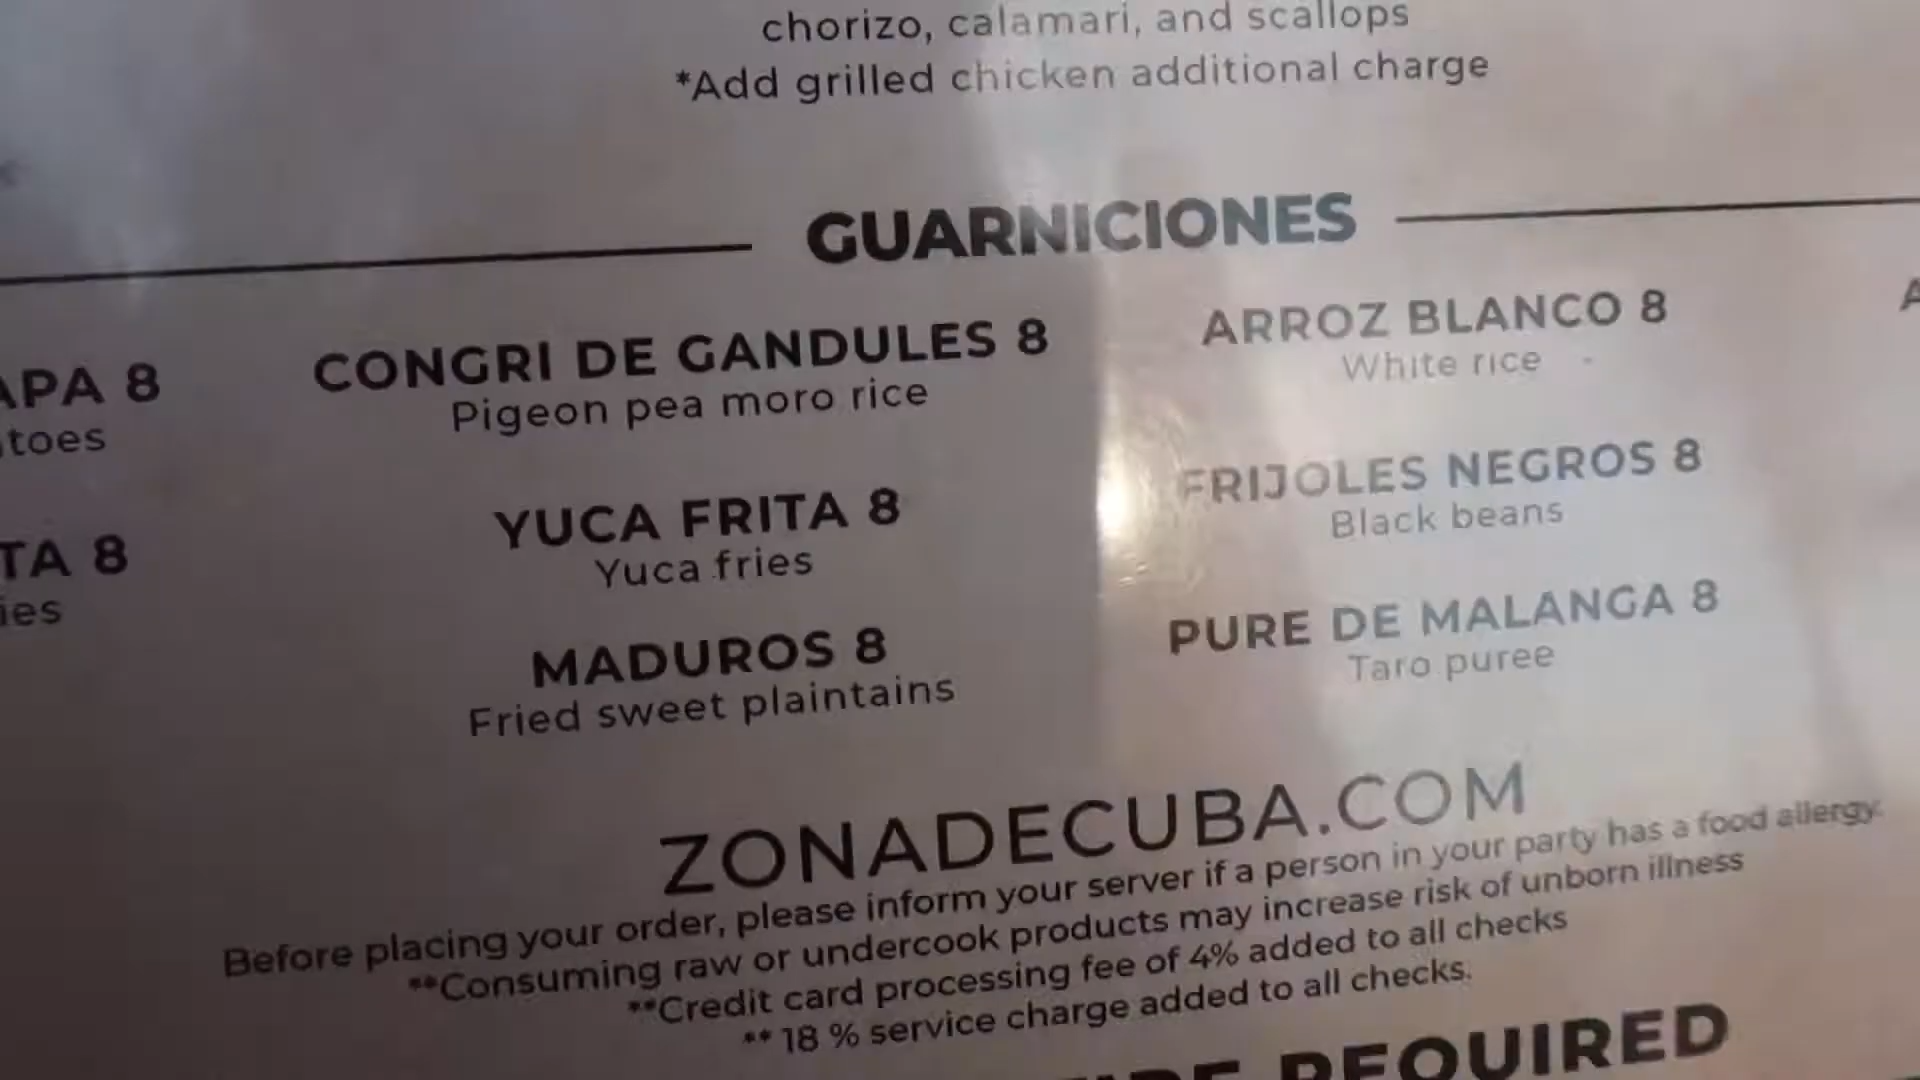 chorizo, calamari, and scallops
*Add grilled chicken additional charge
GUARNICIONES
APA 8
toes
TA 8
ies
CONGRI DE GANDULES 8
Pigeon pea moro rice
YUCA FRITA 8
Yuca fries
MADUROS 8
Fried sweet plaintains
ARROZ BLANCO 8
White rice
FRIJOLES NEGROS 8
Black beans
PURE DE MALANGA 8
Taro puree
A
ZONADECUBA.COM
Before placing your order, please inform your server if a person in your party has a food allergy.
**Consuming raw or undercook products may increase risk of unborn illness
**Credit card processing fee of 4% added to all checks
** 18 % service charge added to all checks.
REQUIRED